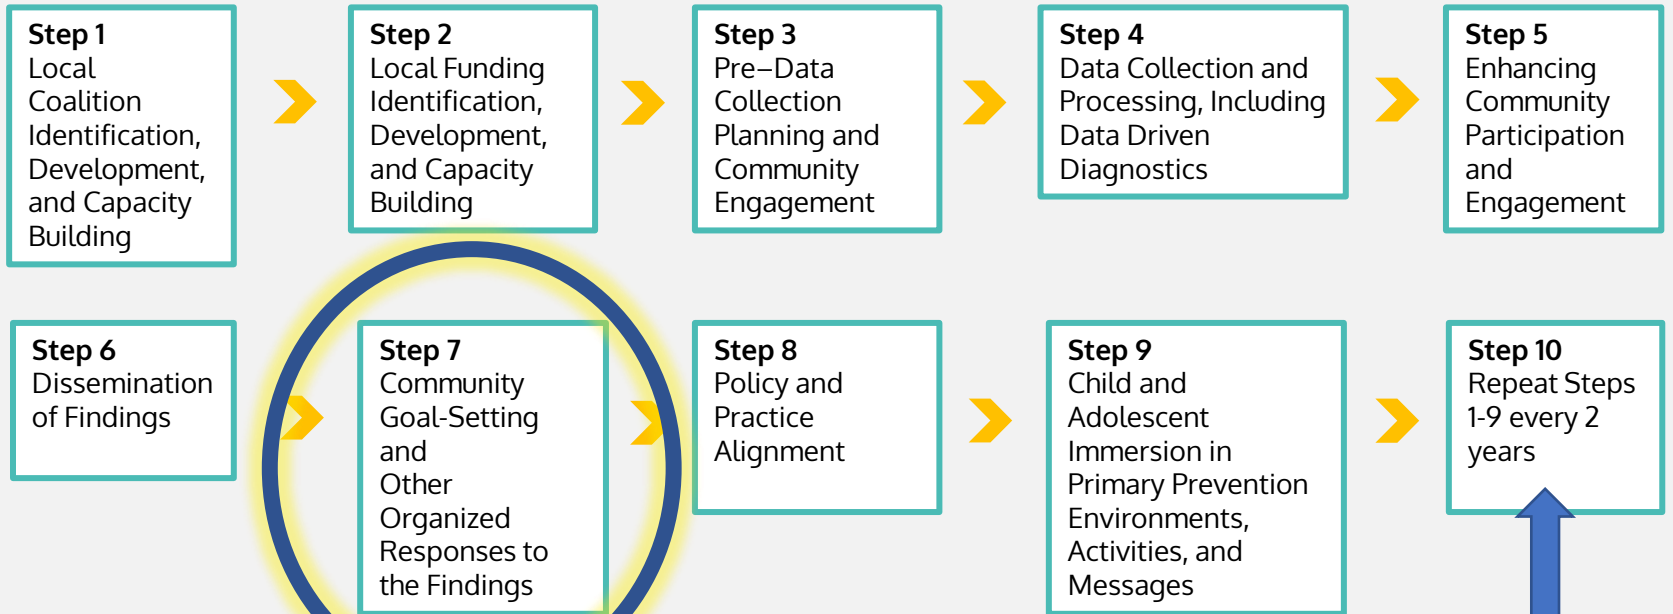 Step 1
Local
Coalition
Identification,
Development,
and Capacity
Building
Step 2
Local Funding
Identification,
Development,
and Capacity
Building
Step 3
Pre–Data
Collection
Planning and
Community
Engagement
Step 4
Data Collection and
Processing, Including
Data Driven
Diagnostics
Step 5
Enhancing
Community
Participation
and
Engagement
Step 6
Dissemination
of Findings
Step 7
Community
Goal-Setting
and
Other
Organized
Responses to
the Findings
Step 8
Policy and
Practice
Alignment
Step 9
Child and
Adolescent
Immersion in
Primary Prevention
Environments,
Activities, and
Messages
Step 10
Repeat Steps
1-9 every 2
years